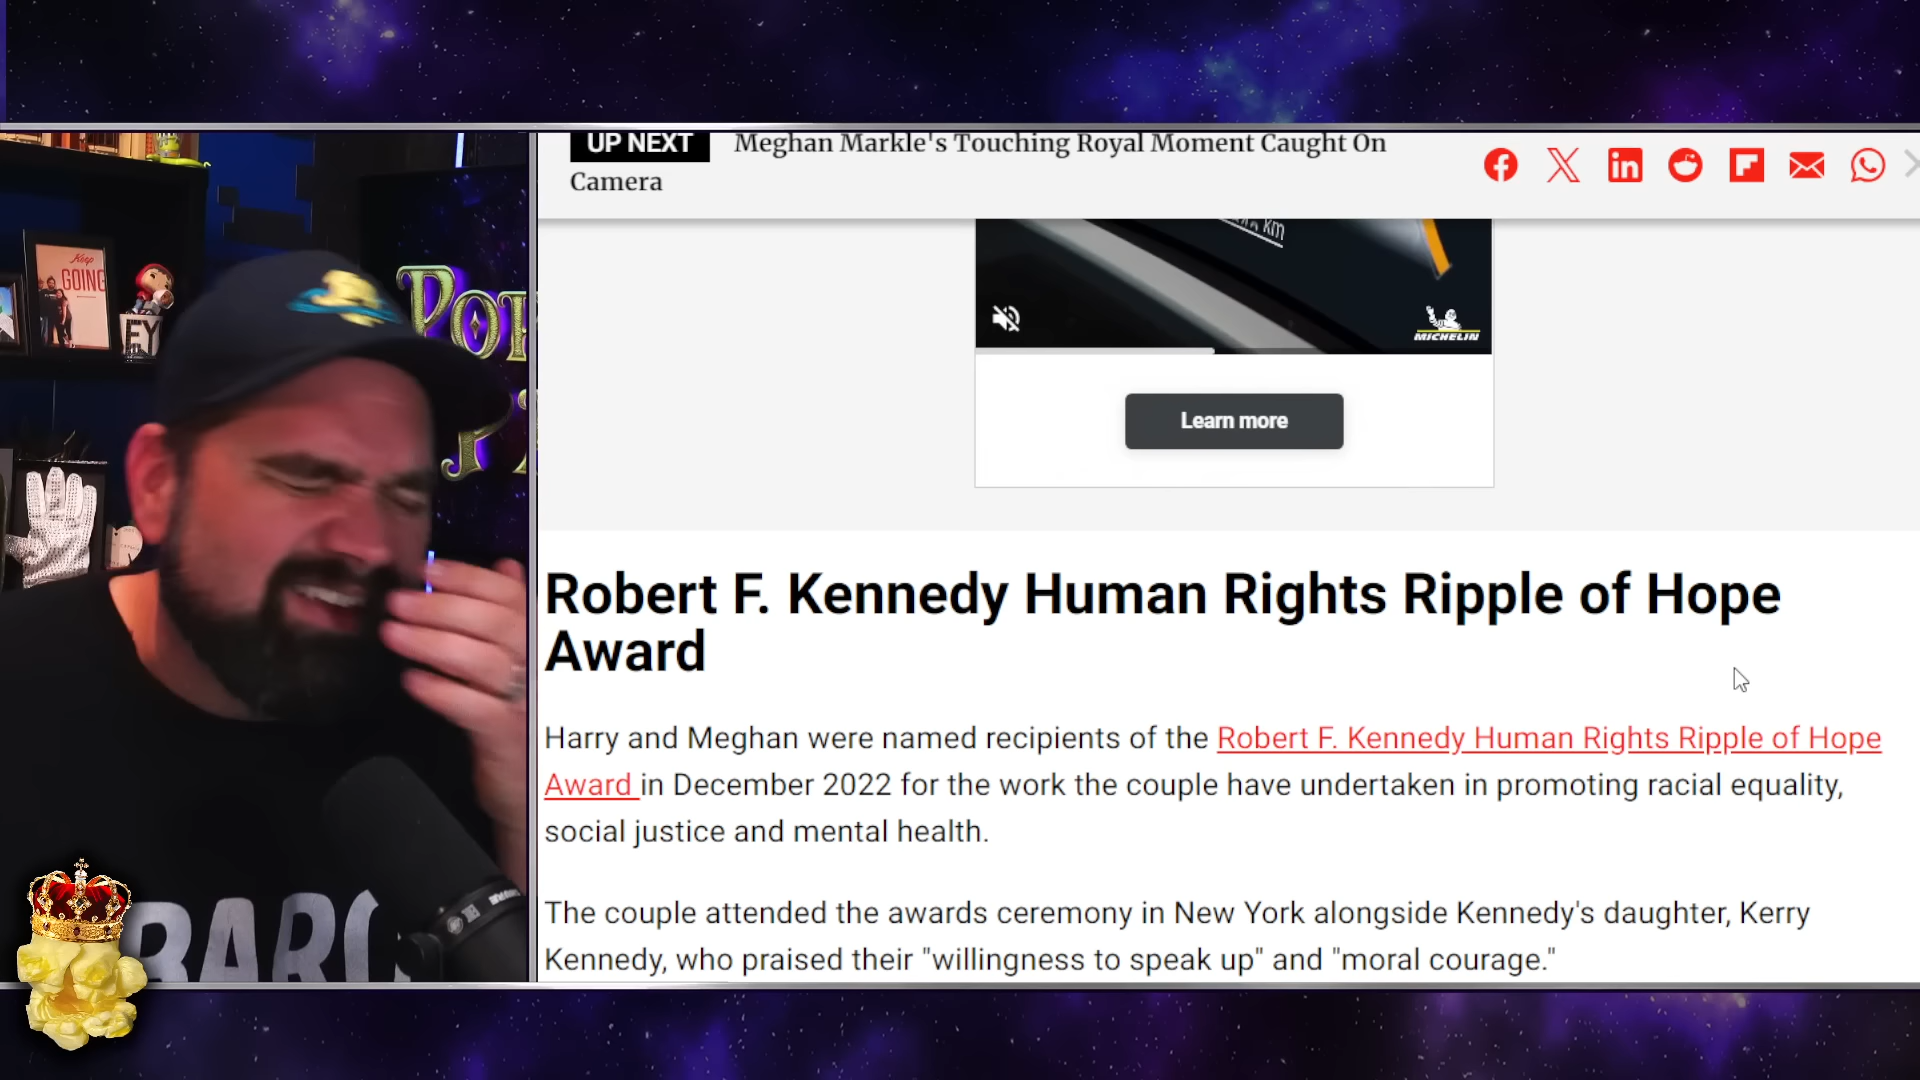 UP NEXT Meghan Markle's Touching Royal Moment Caught On
Camera
km
MICHELIN
Learn more
Keep
GOING
Robert F. Kennedy Human Rights Ripple of Hope
Award
Harry and Meghan were named recipients of the Robert F. Kennedy Human Rights Ripple of Hope
Award in December 2022 for the work the couple have undertaken in promoting racial equality,
social justice and mental health.
The couple attended the awards ceremony in New York alongside Kennedy's daughter, Kerry
Kennedy, who praised their "willingness to speak up" and "moral courage."